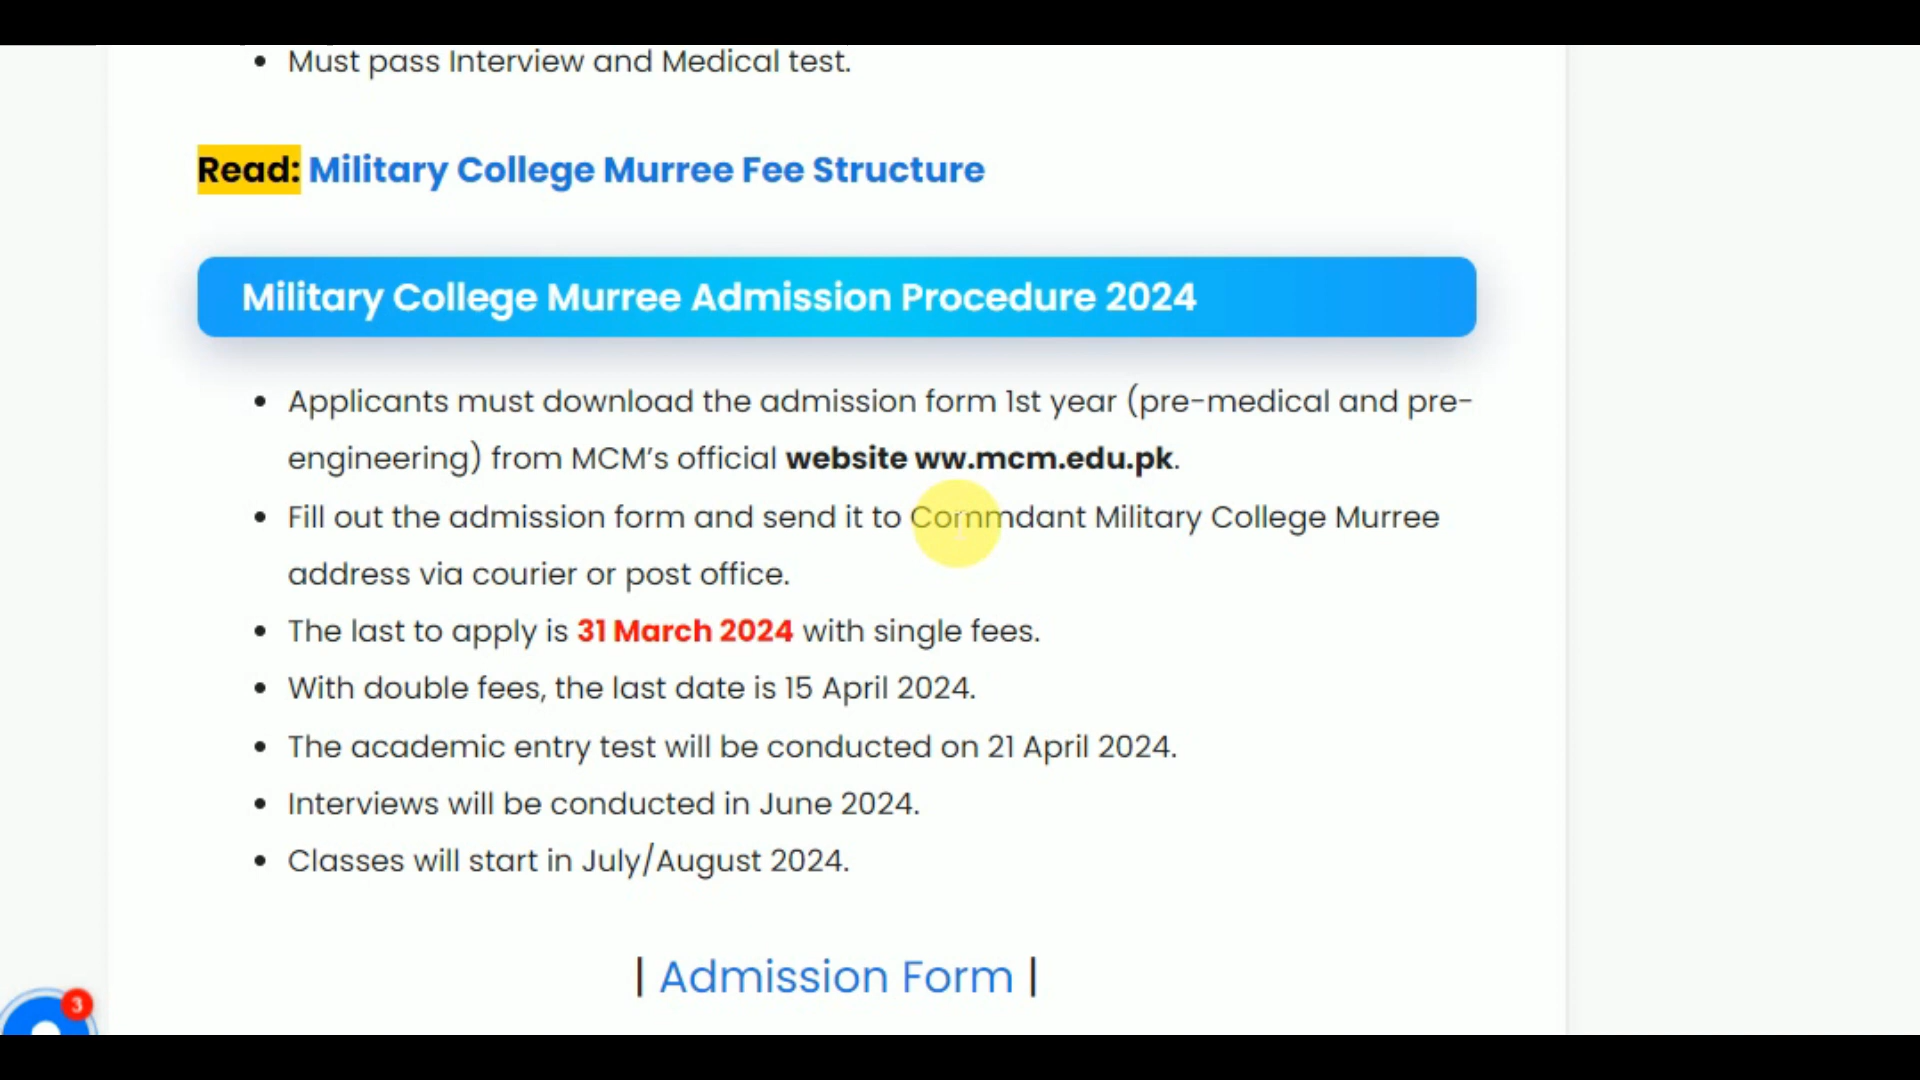 Must pass Interview and Medical test.
Read: Military College Murree Fee Structure
Military College Murree Admission Procedure 2024
Applicants must download the admission form 1st year (pre-medical and pre-
engineering) from MCM's official website ww.mcm.edu.pk.
Fill out the admission form and send it to Commdant Military College Murree
address via courier or post office.
The last to apply is 31 March 2024 with single fees.
With double fees, the last date is 15 April 2024.
The academic entry test will be conducted on 21 April 2024.
Interviews will be conducted in June 2024.
Classes will start in July/August 2024.
| Admission Form |
3